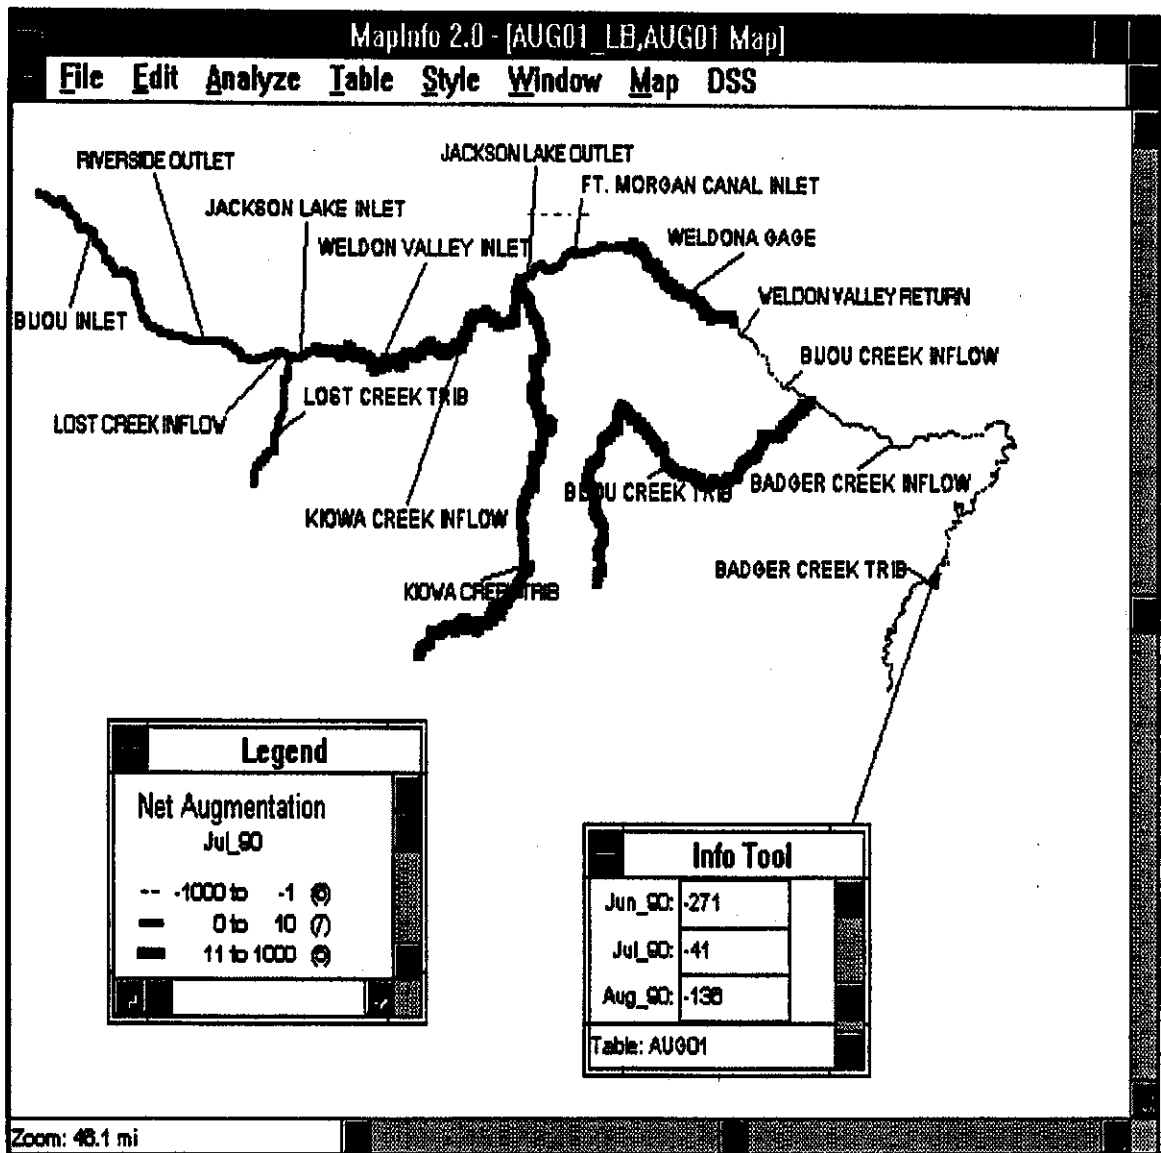 MapInfo 2.0 - [AUG01_LB,AUG01 Map]
File Edit Analyze Table Style Window Map DSS
RIVERSIDE OUTLET
JACKSON LAKE OUTLET
FT. MORGAN CANAL INLET
JACKSON LAKE INLET
WELDON VALLEY INLET
WELDONA GAGE
WELDON VALLEY RETURN
BIJOU INLET
BIJOU CREEK INFLOW
LOST CREEK TRIB
LOST CREEK INFLOW
BIJOU CREEK TRIB
BADGER CREEK INFLOW
KIOWA CREEK INFLOW
BADGER CREEK TRIB
KIOWA CREEK TRIB
Legend
Net Augmentation
Jul_90
-1000 to -1 (6)
0 to 10 (7)
11 to 1000
Info Tool
Jun_90: -271
Jul_90: -41
Aug_90: -138
Table: AUG01
Zoom: 46.1 mi